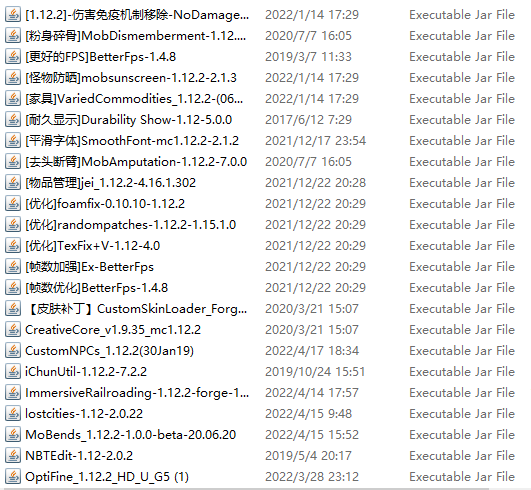 [1.12.2]-伤害免疫机制移除-NoDamage... 2022/1/14 17:29 Executable Jar File
[粉身碎骨]MobDismemberment-1.12.... 2020/7/7 16:05 Executable Jar File
[更好的FPS]BetterFps-1.4.8 2019/3/7 11:33 Executable Jar File
[怪物防晒]mobsunscreen-1.12.2-2.1.3 2022/1/14 17:29 Executable Jar File
[家具]VariedCommodities_1.12.2-(06... 2022/1/14 17:29 Executable Jar File
[耐久显示]Durability Show-1.12-5.0.0 2017/6/12 7:29 Executable Jar File
[平滑字体]SmoothFont-mc1.12.2-2.1.2 2021/12/17 23:54 Executable Jar File
[去头断臂]MobAmputation-1.12.2-7.0.0 2020/7/7 16:05 Executable Jar File
[物品管理]jei_1.12.2-4.16.1.302 2021/12/22 20:28 Executable Jar File
[优化]foamfix-0.10.10-1.12.2 2021/12/22 20:29 Executable Jar File
[优化]randompatches-1.12.2-1.15.1.0 2021/12/22 20:29 Executable Jar File
[优化]TexFix+V-1.12-4.0 2021/12/22 20:29 Executable Jar File
[帧数加强]Ex-BetterFps 2021/12/22 20:29 Executable Jar File
[帧数优化]BetterFps-1.4.8 2021/12/22 20:29 Executable Jar File
【皮肤补丁】CustomSkinLoader_Forg... 2020/3/21 15:07 Executable Jar File
CreativeCore_v1.9.35_mc1.12.2 2020/3/21 15:07 Executable Jar File
CustomNPCs_1.12.2(30Jan19) 2022/4/17 18:34 Executable Jar File
iChunUtil-1.12.2-7.2.2 2019/10/24 15:51 Executable Jar File
ImmersiveRailroading-1.12.2-forge-1... 2022/4/14 17:57 Executable Jar File
lostcities-1.12-2.0.22 2022/4/15 9:48 Executable Jar File
MoBends_1.12.2-1.0.0-beta-20.06.20 2022/4/15 15:52 Executable Jar File
NBTEdit-1.12-2.0.2 2019/5/4 20:17 Executable Jar File
OptiFine_1.12.2_HD_U_G5 (1) 2022/3/28 23:12 Executable Jar File